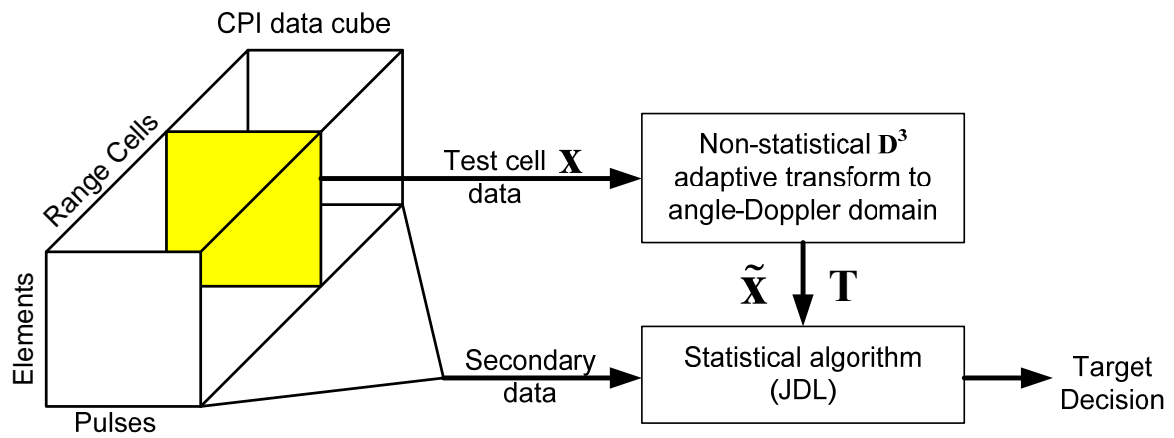 CPI data cube
Range Cells
Elements
Pulses
Test cell X
data
Non-statistical D³
adaptive transform to
angle-Doppler domain
x̃ T
Secondary
data
Statistical algorithm
(JDL)
Target
Decision